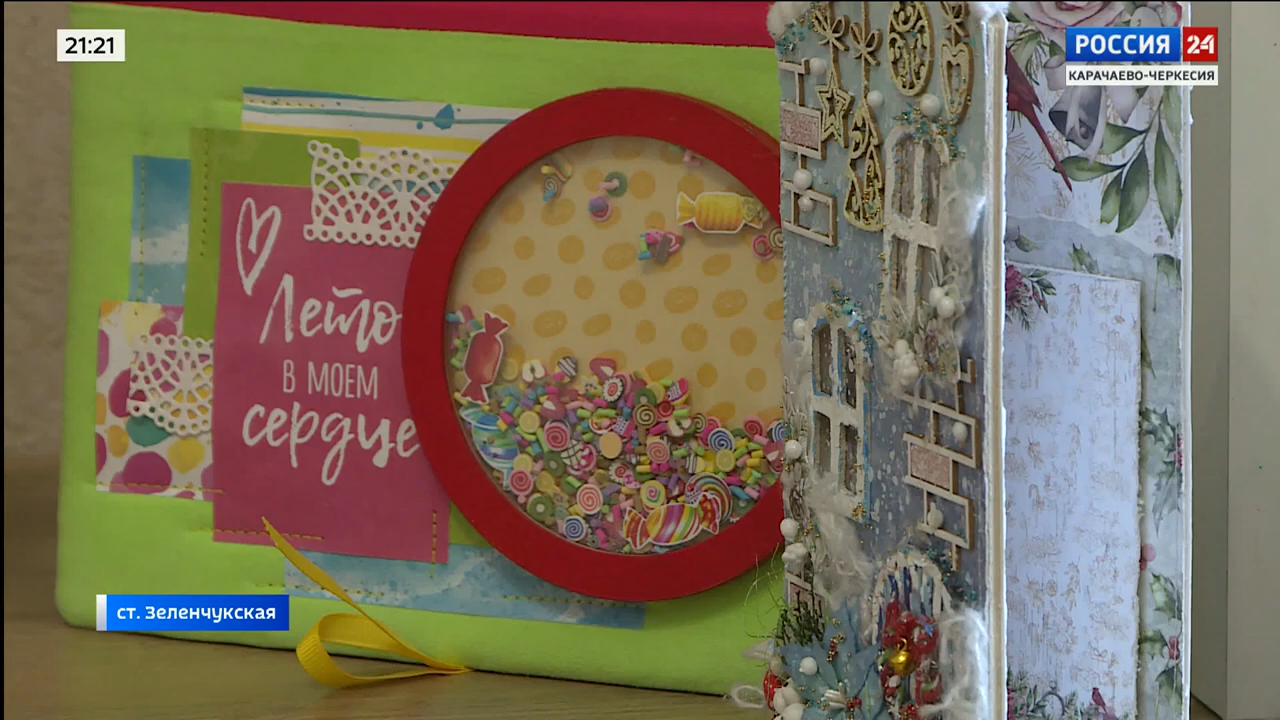 21:21
РОССИЯ 24
КАРАЧАЕВО-ЧЕРКЕСИЯ
Лето
в моем
сердце
ст. Зеленчукская